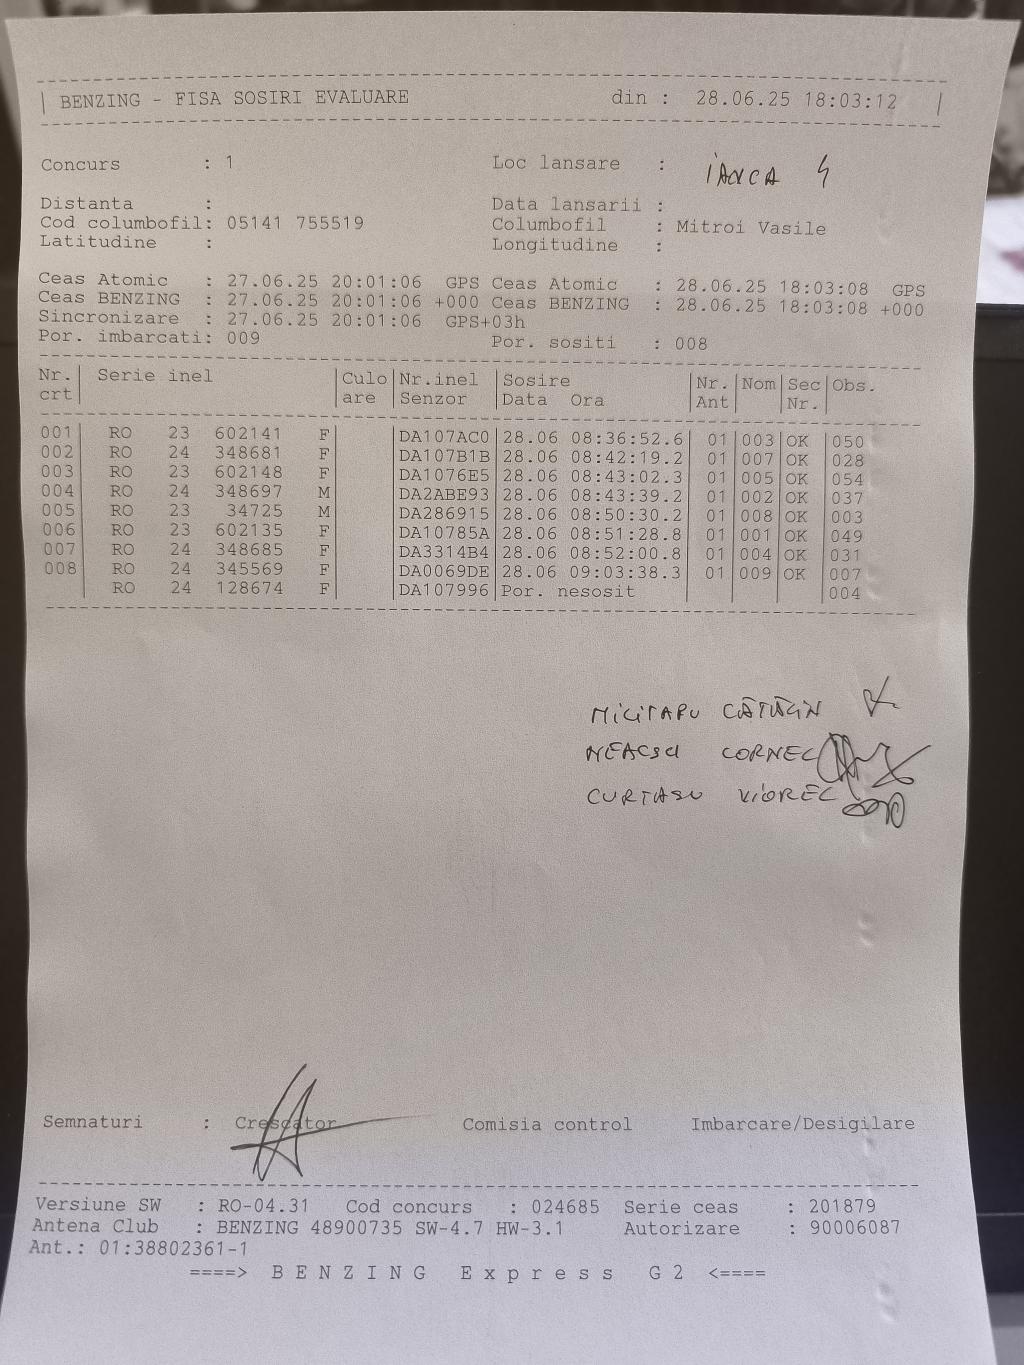 BENZING - FISA SOSIRI EVALUARE din : 28.06.25 18:03:12
Concurs : 1 Loc lansare : IANCA 4
Distanta : Data lansarii :
Cod columbofil: 05141 755519 Columbofil : Mitroi Vasile
Latitudine : Longitudine :
Ceas Atomic : 27.06.25 20:01:06 GPS Ceas Atomic : 28.06.25 18:03:08 GPS
Ceas BENZING : 27.06.25 20:01:06 +000 Ceas BENZING : 28.06.25 18:03:08 +000
Sincronizare : 27.06.25 20:01:06 GPS+03h
Por. imbarcati: 009 Por. sositi : 008
Nr. Serie inel Culo Nr.inel Sosire Nr. Nom Sec Obs.
crt are Senzor Data Ora Ant Nr.
001 RO 23 602141 F DA107AC0 28.06 08:36:52.6 01 003 OK 050
002 RO 24 348681 F DA107B1B 28.06 08:42:19.2 01 007 OK 028
003 RO 23 602148 F DA1076E5 28.06 08:43:02.3 01 005 OK 054
004 RO 24 348697 M DA2ABE93 28.06 08:43:39.2 01 002 OK 037
005 RO 23 34725 M DA286915 28.06 08:50:30.2 01 008 OK 003
006 RO 23 602135 F DA10785A 28.06 08:51:28.8 01 001 OK 049
007 RO 24 348685 F DA3314B4 28.06 08:52:00.8 01 004 OK 031
008 RO 24 345569 F DA0069DE 28.06 09:03:38.3 01 009 OK 007
RO 24 128674 F DA107996 Por. nesosit 004
MILITARU CĂTĂLIN
NEACSU CORNEL
CURTASU VIOREL
Semnaturi : Crescator Comisia control Imbarcare/Desigilare
Versiune SW : RO-04.31 Cod concurs : 024685 Serie ceas : 201879
Antena Club : BENZING 48900735 SW-4.7 HW-3.1 Autorizare : 90006087
Ant.: 01:38802361-1
====> BENZING Express G2 <====